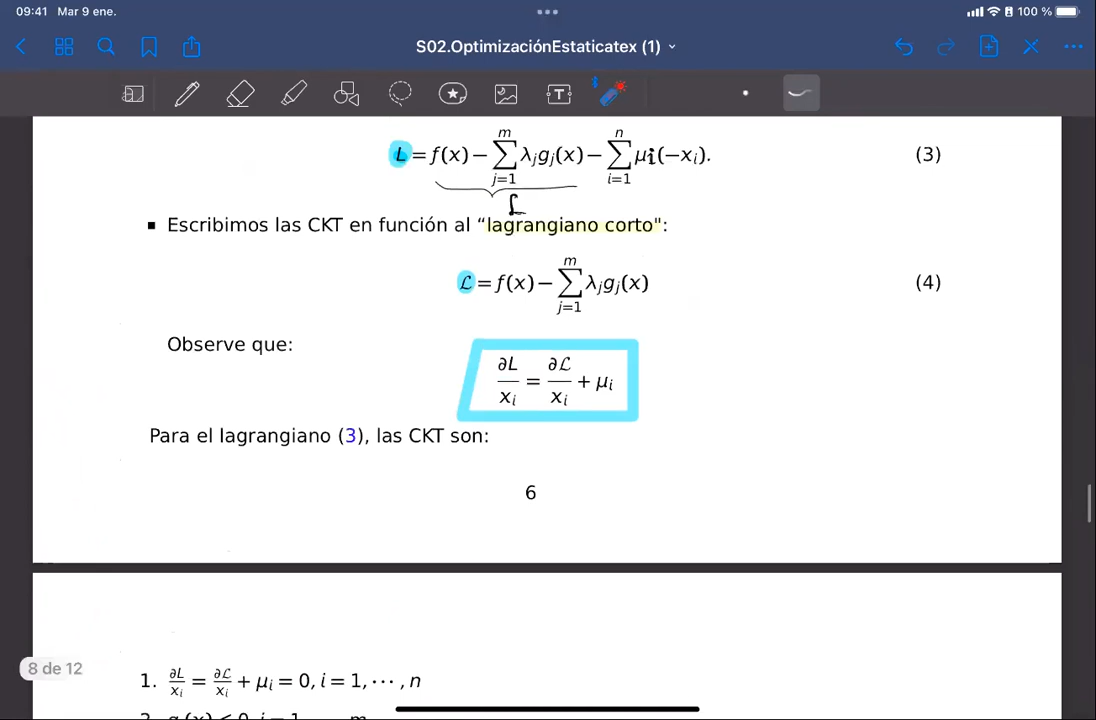 09:41 Mar 9 ene. 100 %
S02.OptimizaciónEstaticatex (1)
L = f(x) − ∑_{j=1}^{m} λ_j g_j(x) − ∑_{i=1}^{n} μi(−x_i). (3)
ℒ
▪ Escribimos las CKT en función al “lagrangiano corto":
ℒ = f(x) − ∑_{j=1}^{m} λ_j g_j(x) (4)
Observe que:
∂L/x_i = ∂ℒ/x_i + μ_i
Para el lagrangiano (3), las CKT son:
6
8 de 12
1. ∂L/x_i = ∂ℒ/x_i + μ_i = 0, i = 1, ⋯ , n